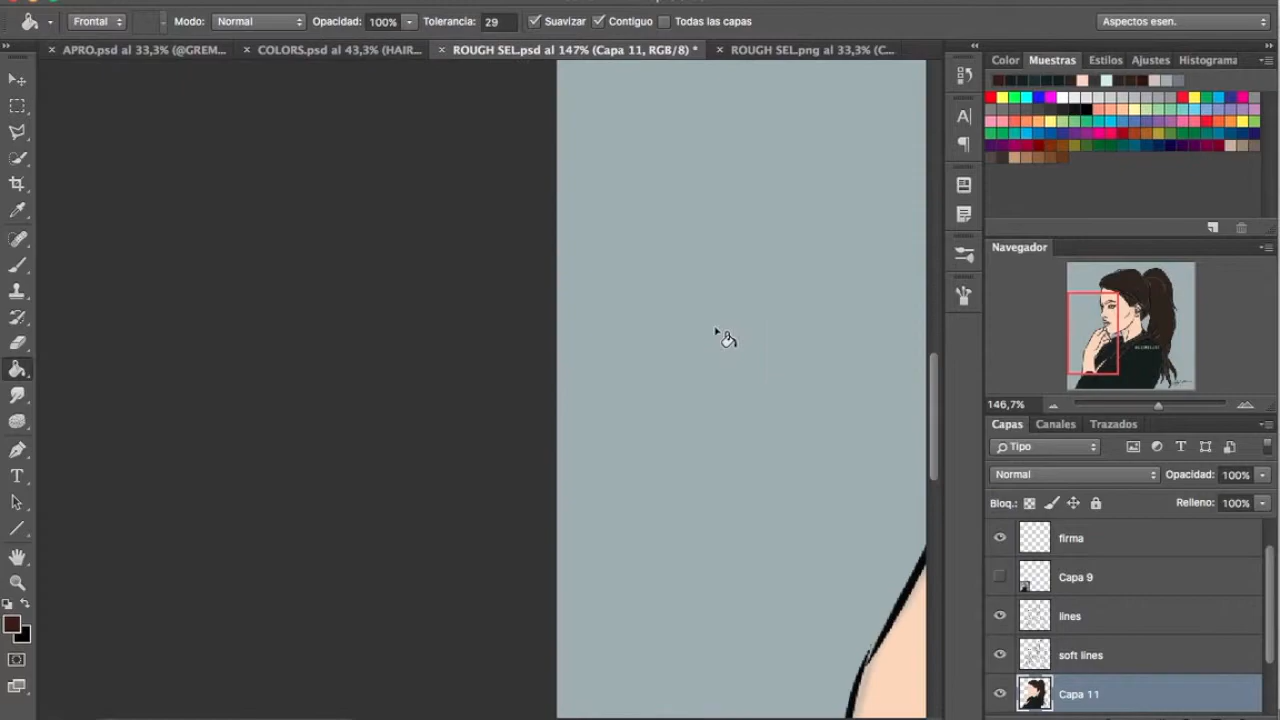 Frontal Modo: Normal Opacidad: 100% Tolerancia: 29 Suavizar Contiguo Todas las capas Aspectos esen.
APRO.psd al 33,3% (@GREM... COLORS.psd al 43,3% (HAIR... ROUGH SEL.psd al 147% (Capa 11, RGB/8) * ROUGH SEL.png al 33,3% (C...
Color Muestras Estilos Ajustes Histograma
Navegador
146,7%
Capas Canales Trazados
Tipo
Normal Opacidad: 100%
Bloq.: Relleno: 100%
firma
Capa 9
lines
soft lines
Capa 11